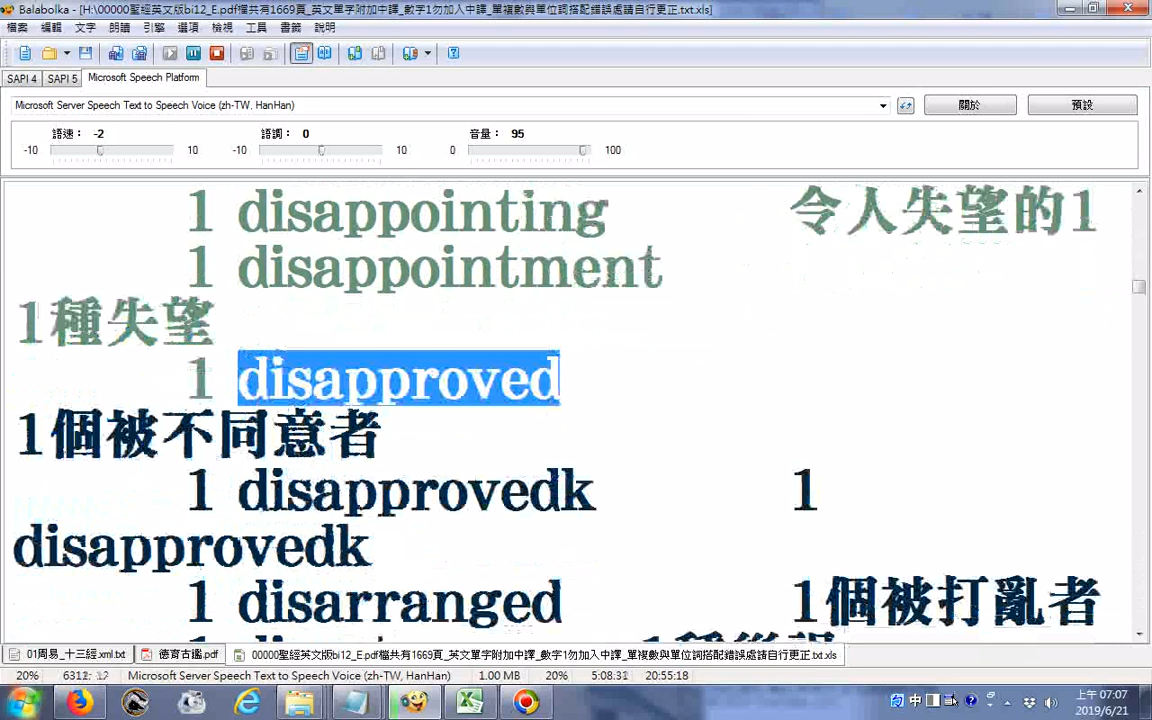 Balabolka - [H:\00000聖經英文版bi12_E.pdf檔共有1669頁_英文單字附加中譯_數字1勿加入中譯_單複數與單位詞搭配錯誤處請自行更正.txt.xls]
檔案 編輯 文字 朗讀 引擎 選項 檢視 工具 書籤 說明
SAPI 4 SAPI 5 Microsoft Speech Platform
Microsoft Server Speech Text to Speech Voice (zh-TW, HanHan) 關於 預設
語速： -2 語調： 0 音量： 95
-10 10 -10 10 0 100
1 disappointing 令人失望的1
1 disappointment
1種失望
1 disapproved
1個被不同意者
1 disapprovedk 1
disapprovedk
1 disarranged 1個被打亂者
01周易_十三經.xml.txt 德育古鑑.pdf 00000聖經英文版bi12_E.pdf檔共有1669頁_英文單字附加中譯_數字1勿加入中譯_單複數與單位詞搭配錯誤處請自行更正.txt.xls
20% 6312: 12 Microsoft Server Speech Text to Speech Voice (zh-TW, HanHan) 1.00 MB 20% 5:08:31 20:55:18
中 上午 07:07
2019/6/21